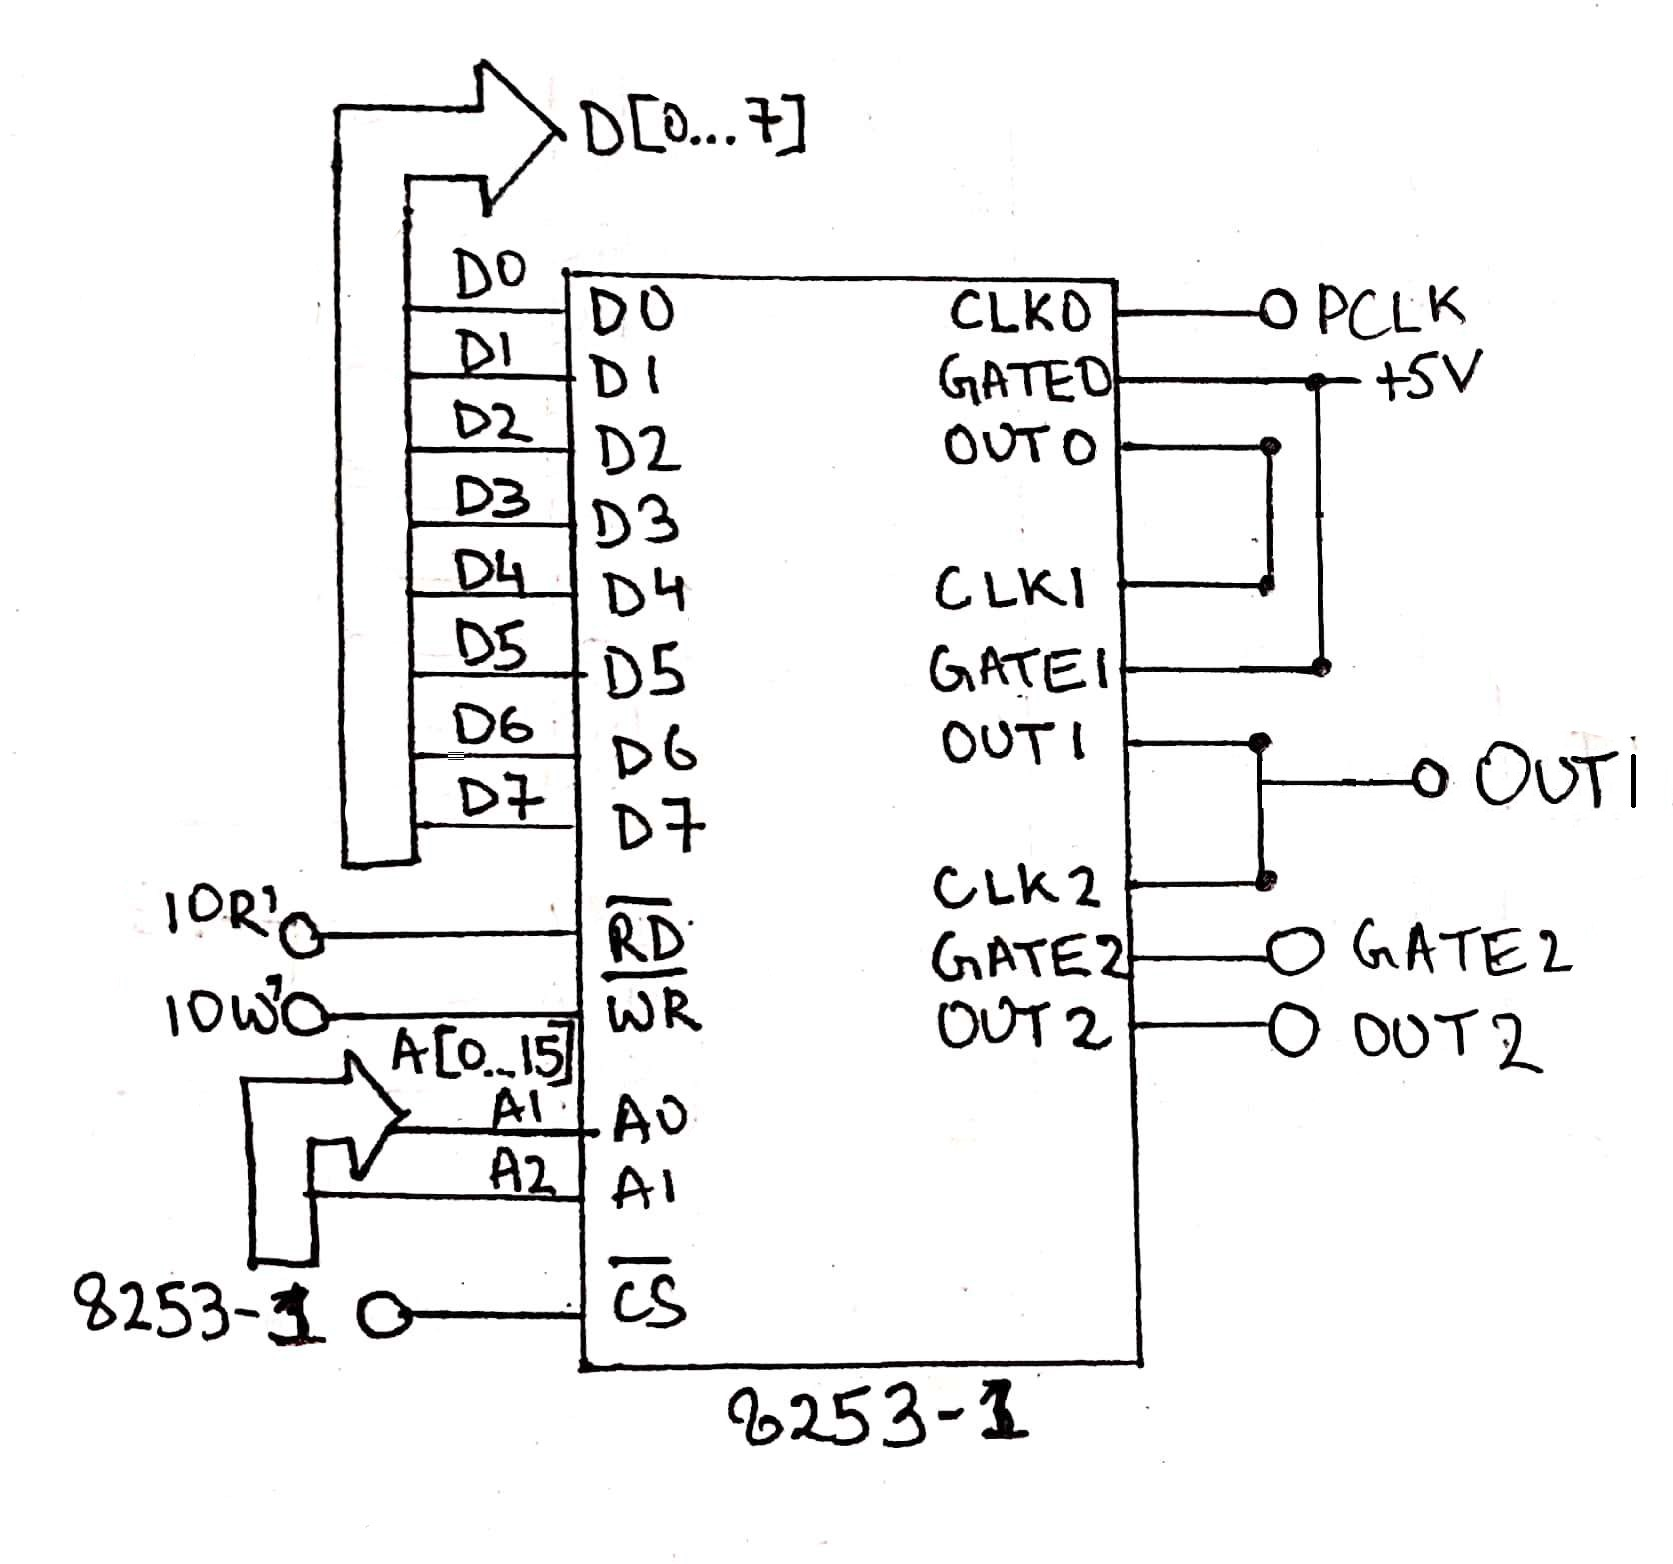 D[0...7]
D0
D0 CLK0 PCLK
D1
D1 GATE0 +5V
D2
D2 OUT0
D3
D3
D4
D4 CLK1
D5
D5 GATE1
D6
D6 OUT1 OUT1
D7
D7
CLK2
IOR'
RD GATE2 GATE2
IOW'
WR OUT2 OUT2
A[0...15]
A1
A0
A2
A1
8253-1 CS
8253-1